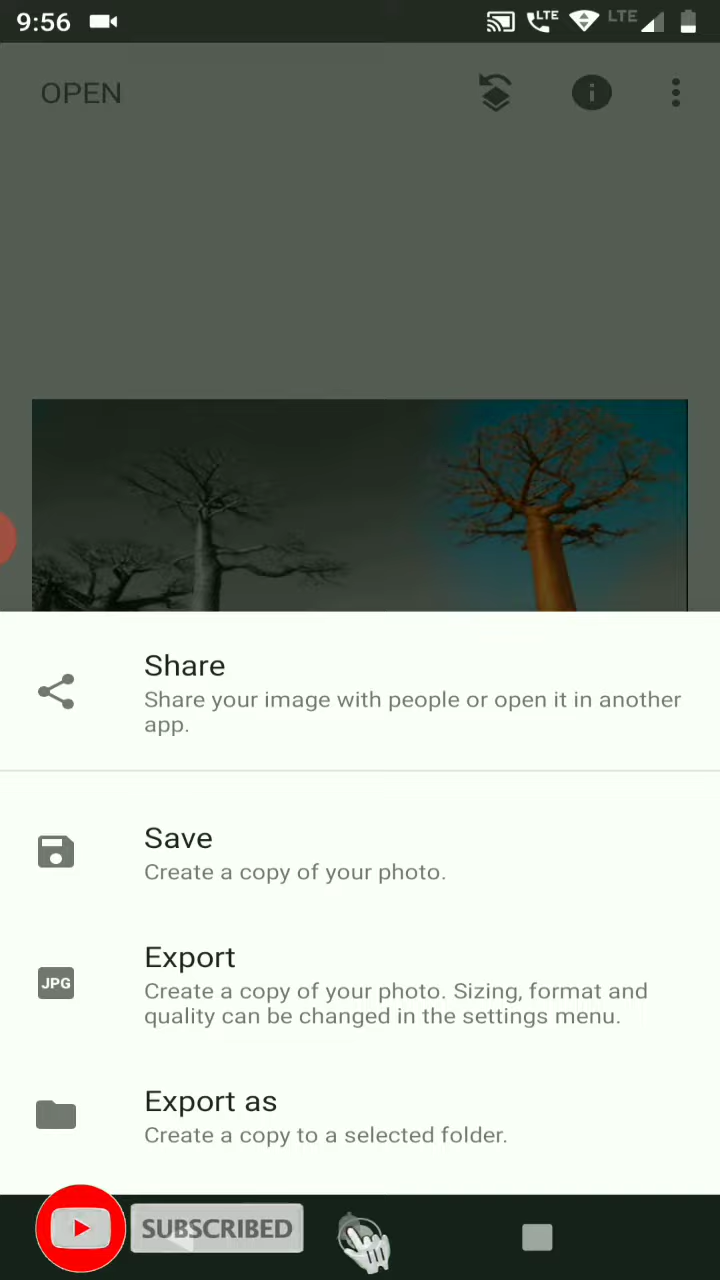 9:56
LTE
LTE
OPEN
Share
Share your image with people or open it in another
app.
Save
Create a copy of your photo.
Export
JPG
Create a copy of your photo. Sizing, format and
quality can be changed in the settings menu.
Export as
Create a copy to a selected folder.
SUBSCRIBED